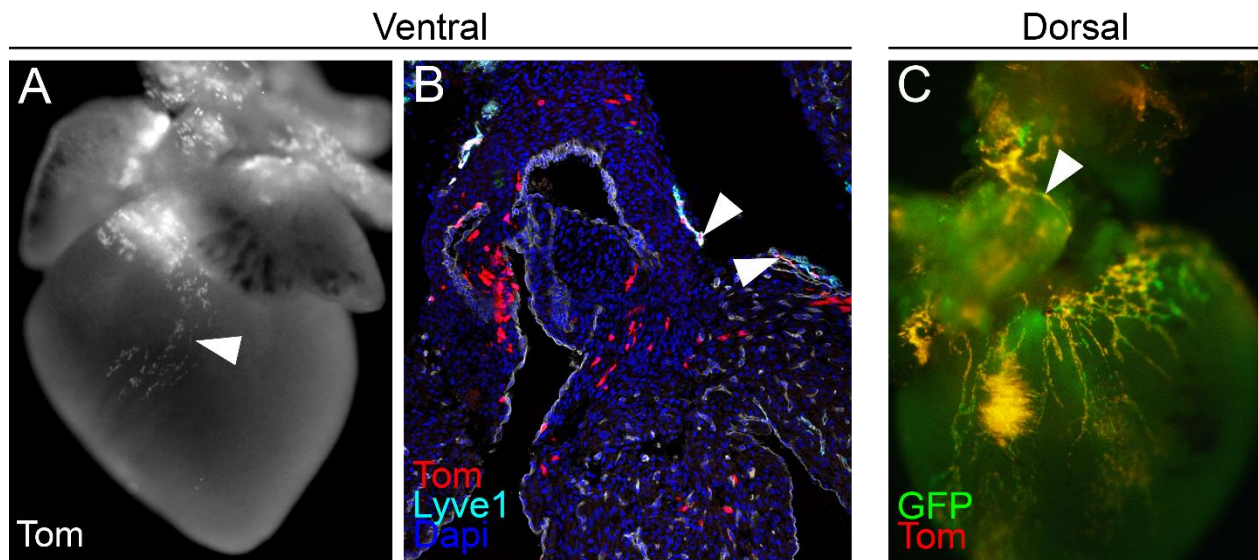 Ventral
Dorsal
A
B
C
Tom
Tom
Lyve1
Dapi
GFP
Tom